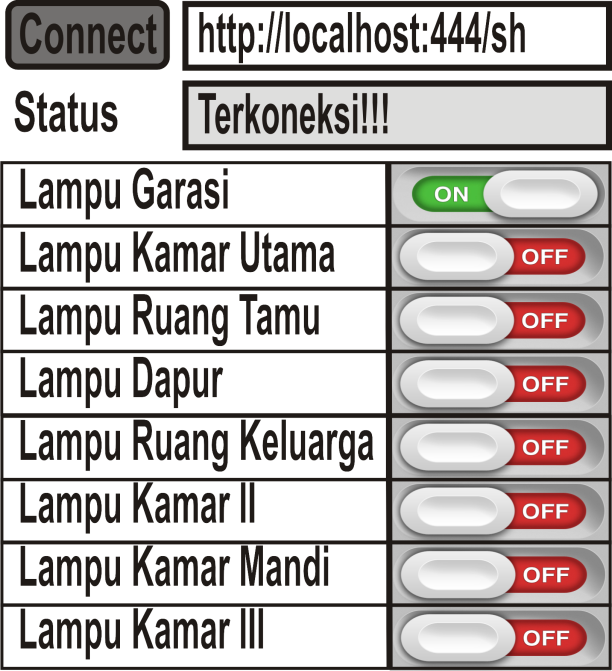 Connect http://localhost:444/sh
Status Terkoneksi!!!
Lampu Garasi ON
Lampu Kamar Utama OFF
Lampu Ruang Tamu OFF
Lampu Dapur OFF
Lampu Ruang Keluarga OFF
Lampu Kamar II OFF
Lampu Kamar Mandi OFF
Lampu Kamar III OFF